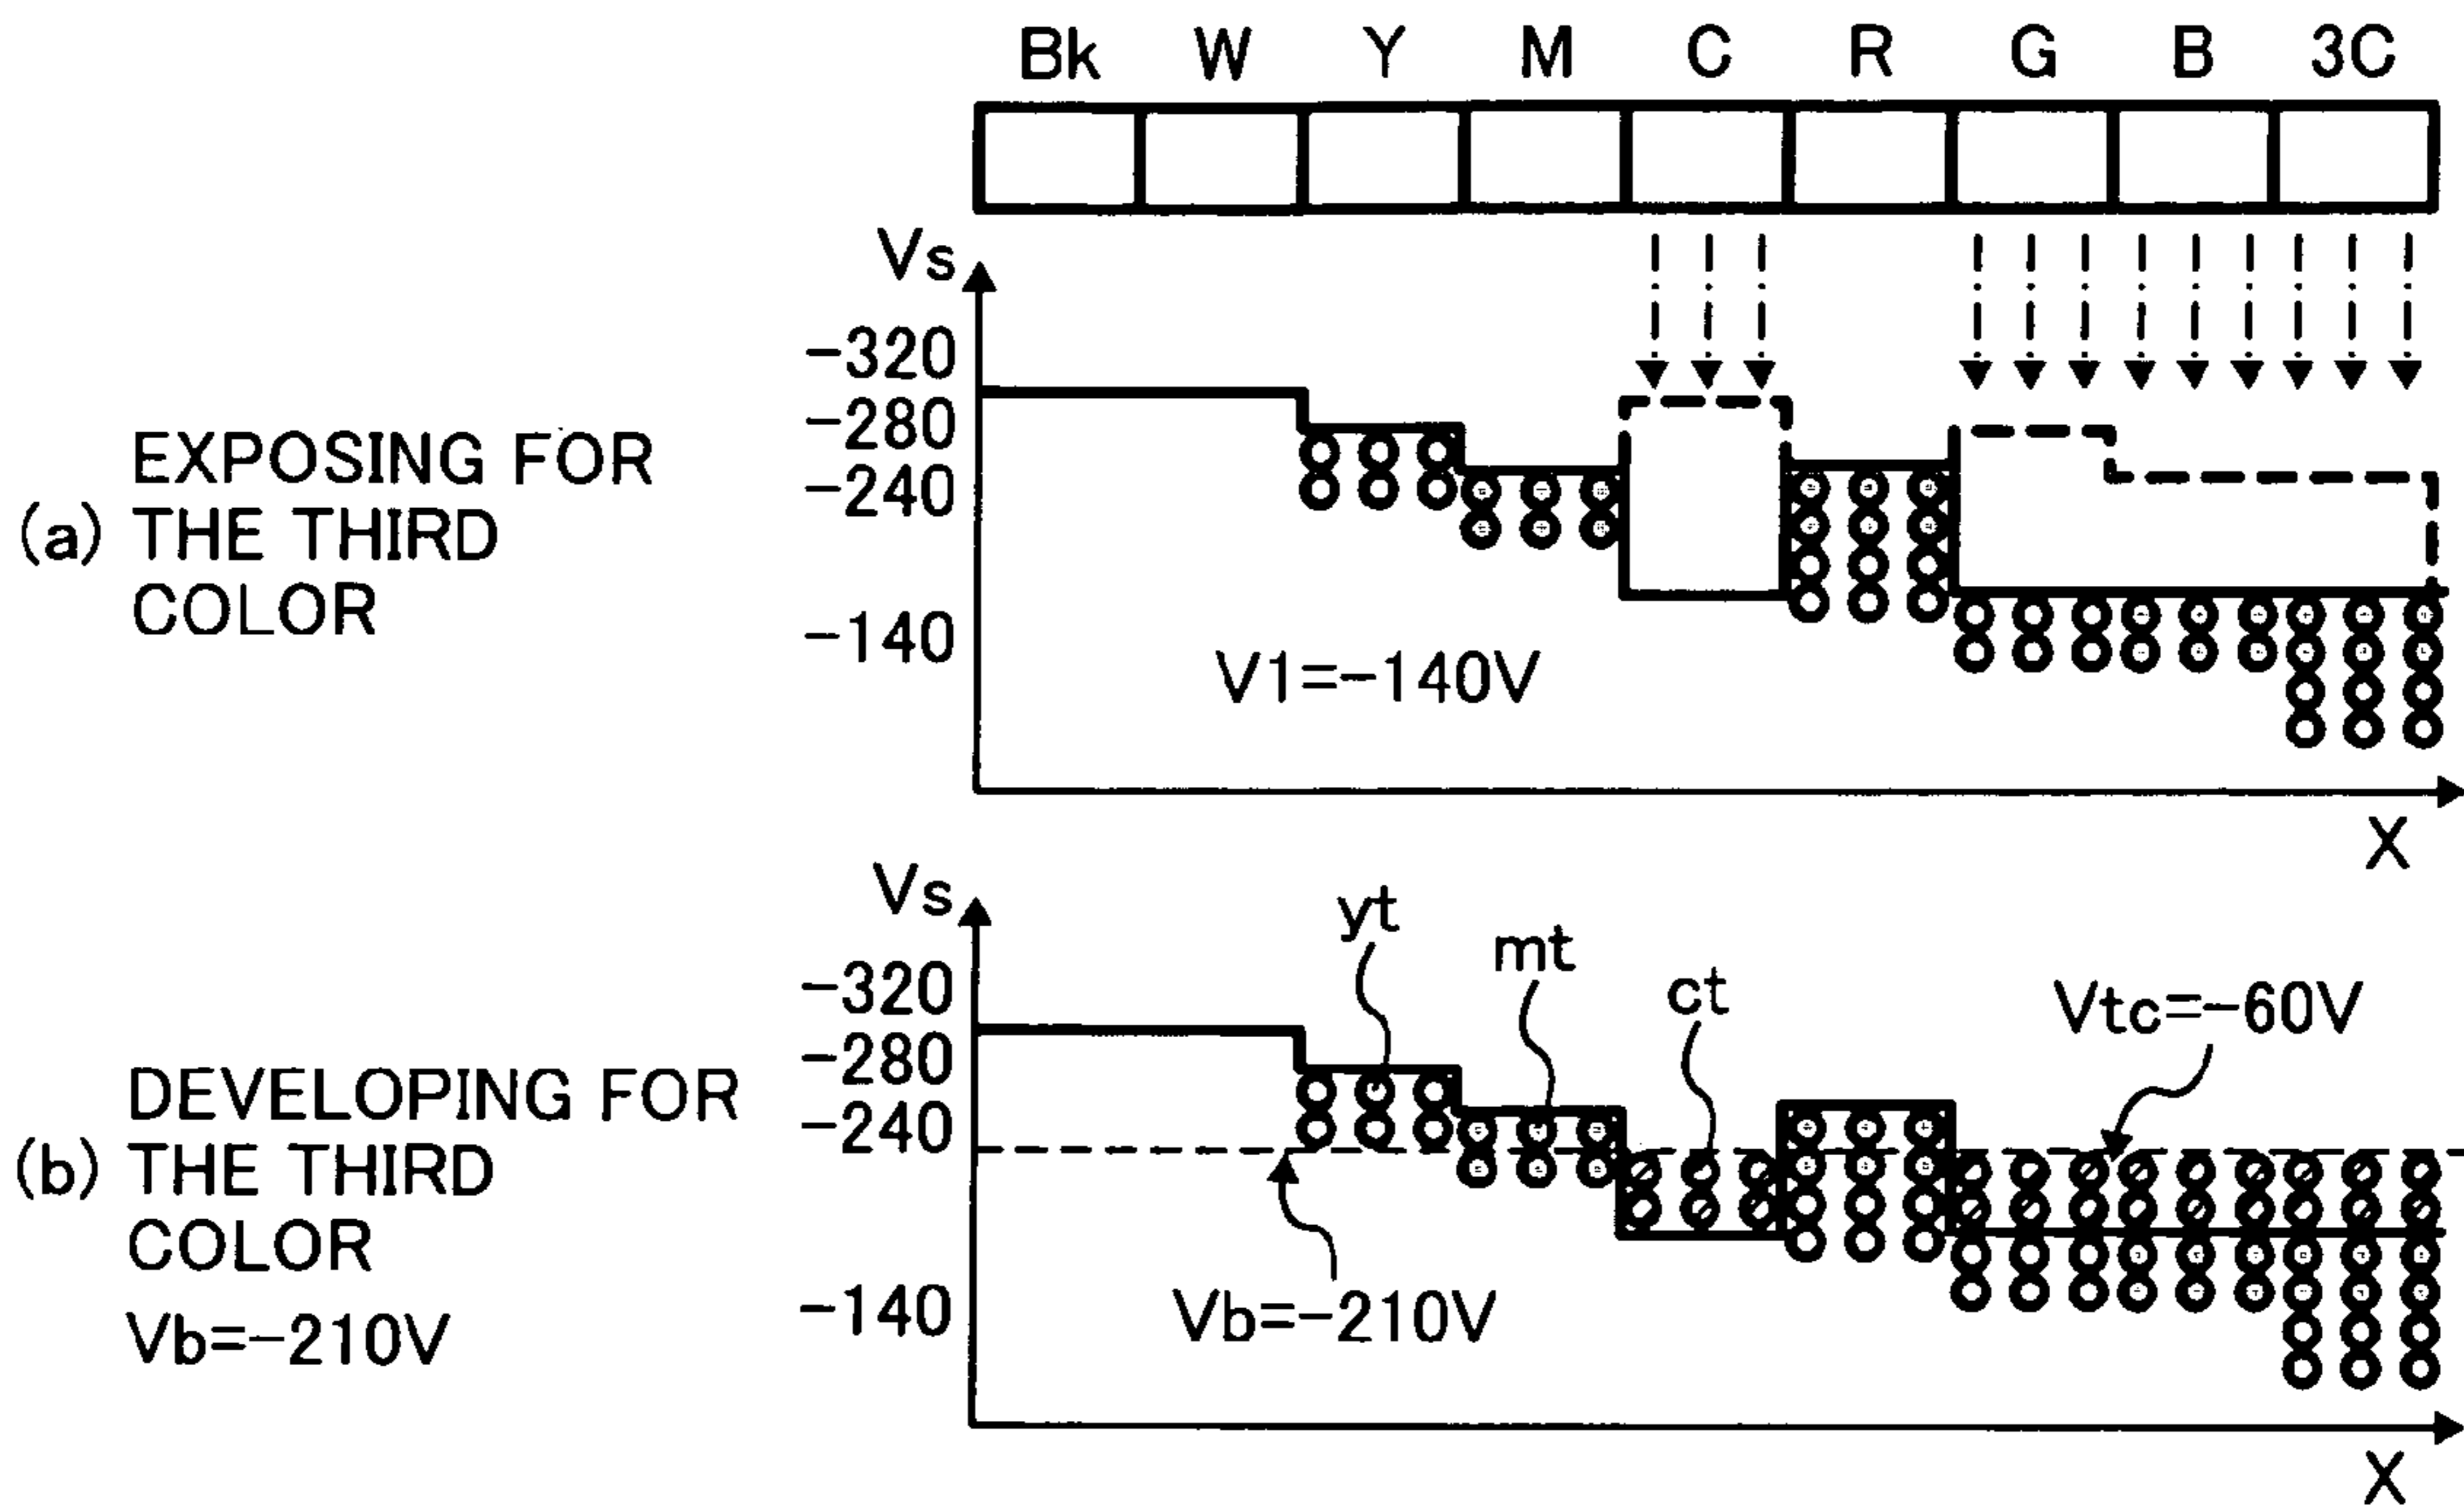 Bk W Y M C R G B 3C
Vs
-320
-280
-240
-140
(a) EXPOSING FOR
THE THIRD
COLOR
V1=-140V
X
Vs
yt
mt
ct
Vtc=-60V
-320
-280
-240
-140
(b) DEVELOPING FOR
THE THIRD
COLOR
Vb=-210V
Vb=-210V
X